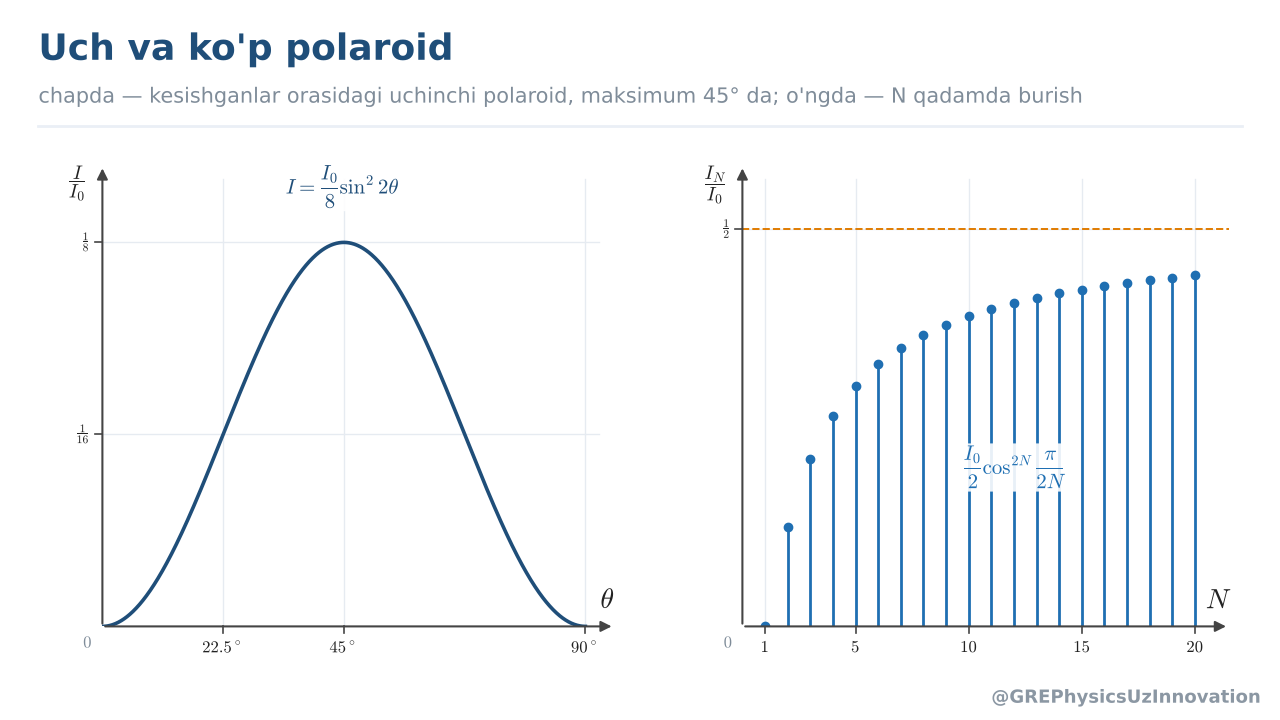 Uch va ko'p polaroid
chapda — kesishganlar orasidagi uchinchi polaroid, maksimum 45° da; o'ngda — N qadamda burish
I/I₀
I = I₀/8 sin² 2θ
1/8
1/16
0
22.5°
45°
90°
θ
I_N/I₀
1/2
I₀/2 cos^{2N} π/2N
N
0
1
5
10
15
20
@GREPhysicsUzInnovation